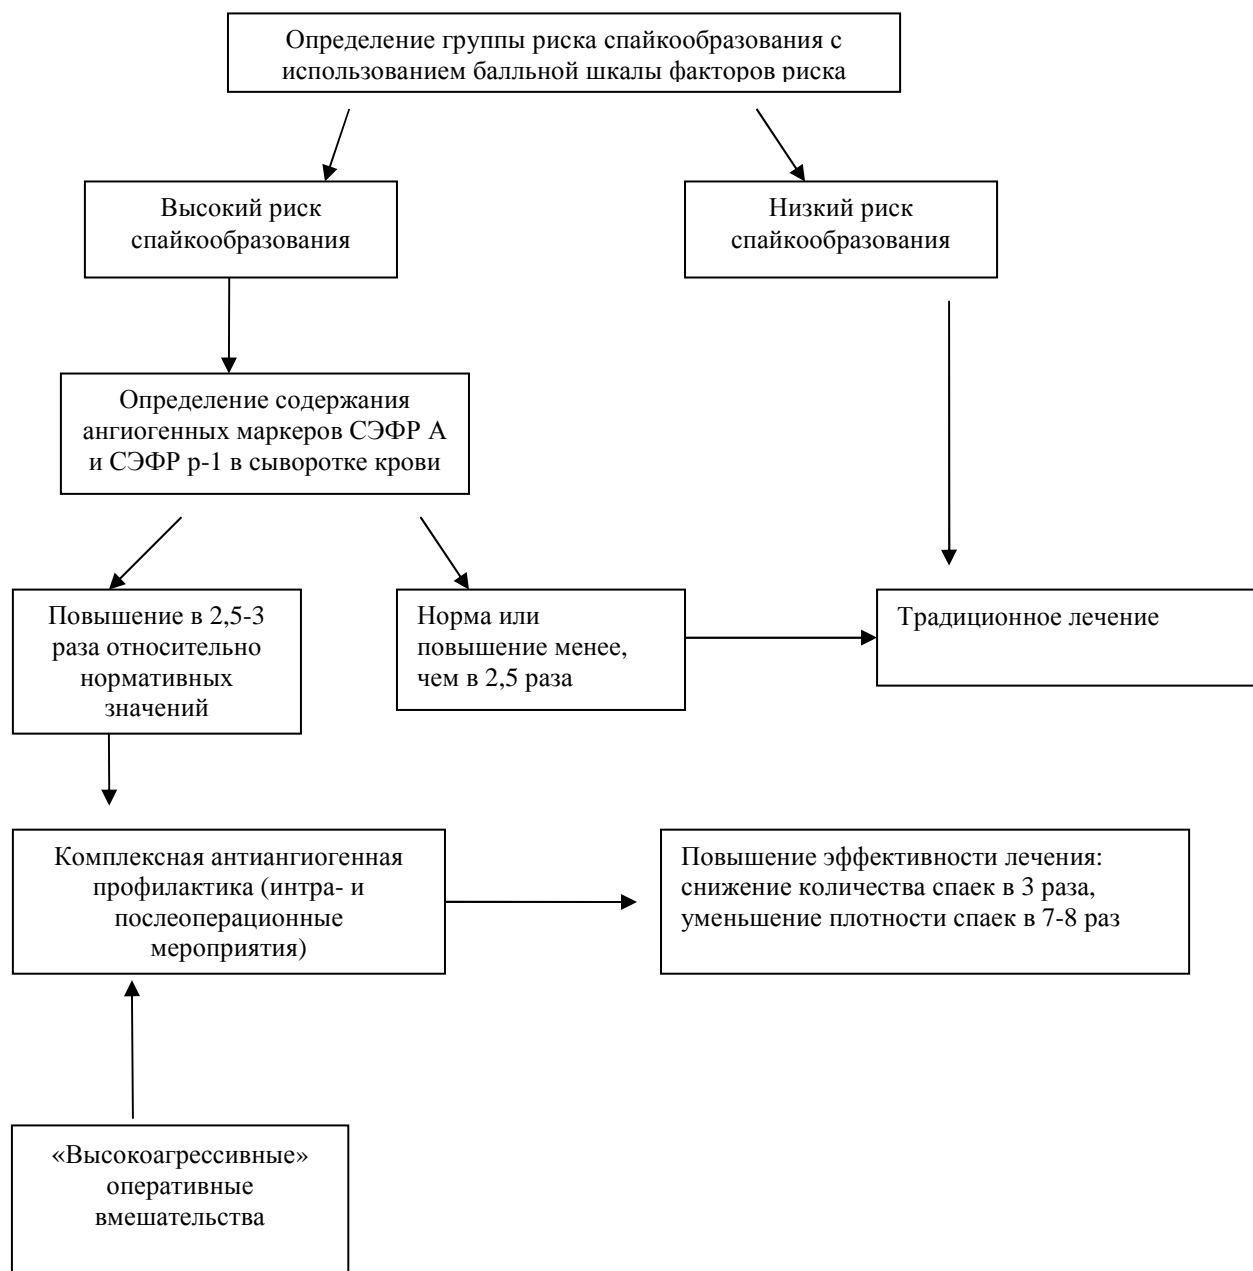 Определение группы риска спайкообразования с
использованием балльной шкалы факторов риска
Высокий риск
спайкообразования
Низкий риск
спайкообразования
Определение содержания
ангиогенных маркеров СЭФР А
и СЭФР р-1 в сыворотке крови
Повышение в 2,5-3
раза относительно
нормативных
значений
Норма или
повышение менее,
чем в 2,5 раза
Традиционное лечение
Комплексная антиангиогенная
профилактика (интра- и
послеоперационные
мероприятия)
Повышение эффективности лечения:
снижение количества спаек в 3 раза,
уменьшение плотности спаек в 7-8 раз
«Высокоагрессивные»
оперативные
вмешательства